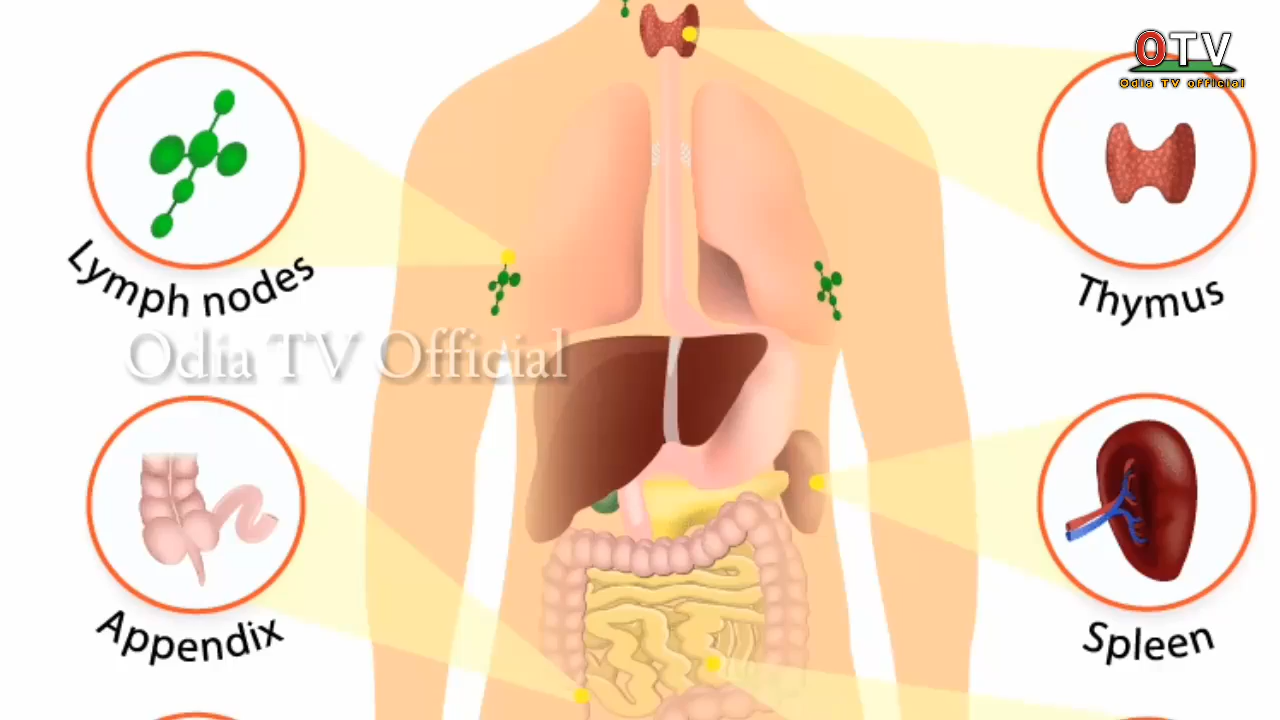 OTV
Odia TV official
Lymph nodes
Thymus
Odia TV Official
Appendix
Spleen